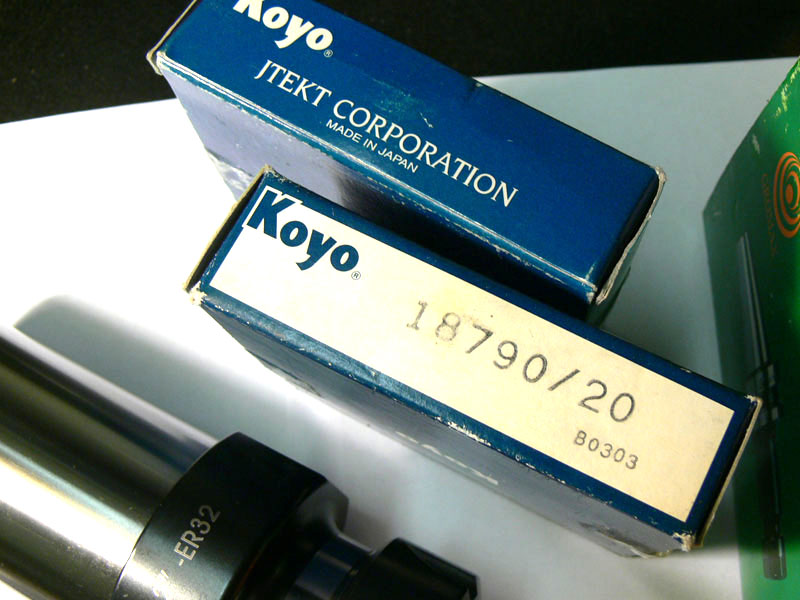 Koyo®
JTEKT CORPORATION
MADE IN JAPAN
Koyo®
18790/20
B0303
-ER32